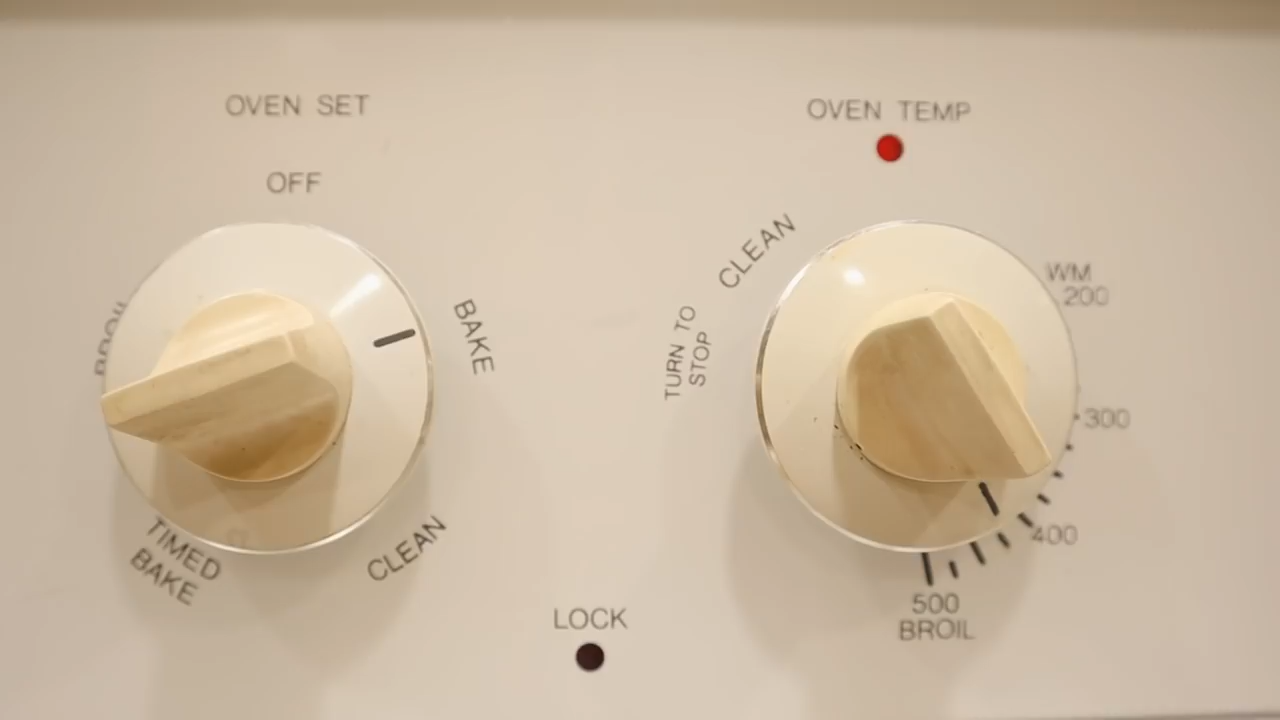 OVEN SET
OFF
BROIL
BAKE
TIMED
BAKE
CLEAN
LOCK
OVEN TEMP
CLEAN
TURN TO
STOP
WM
200
300
400
500
BROIL